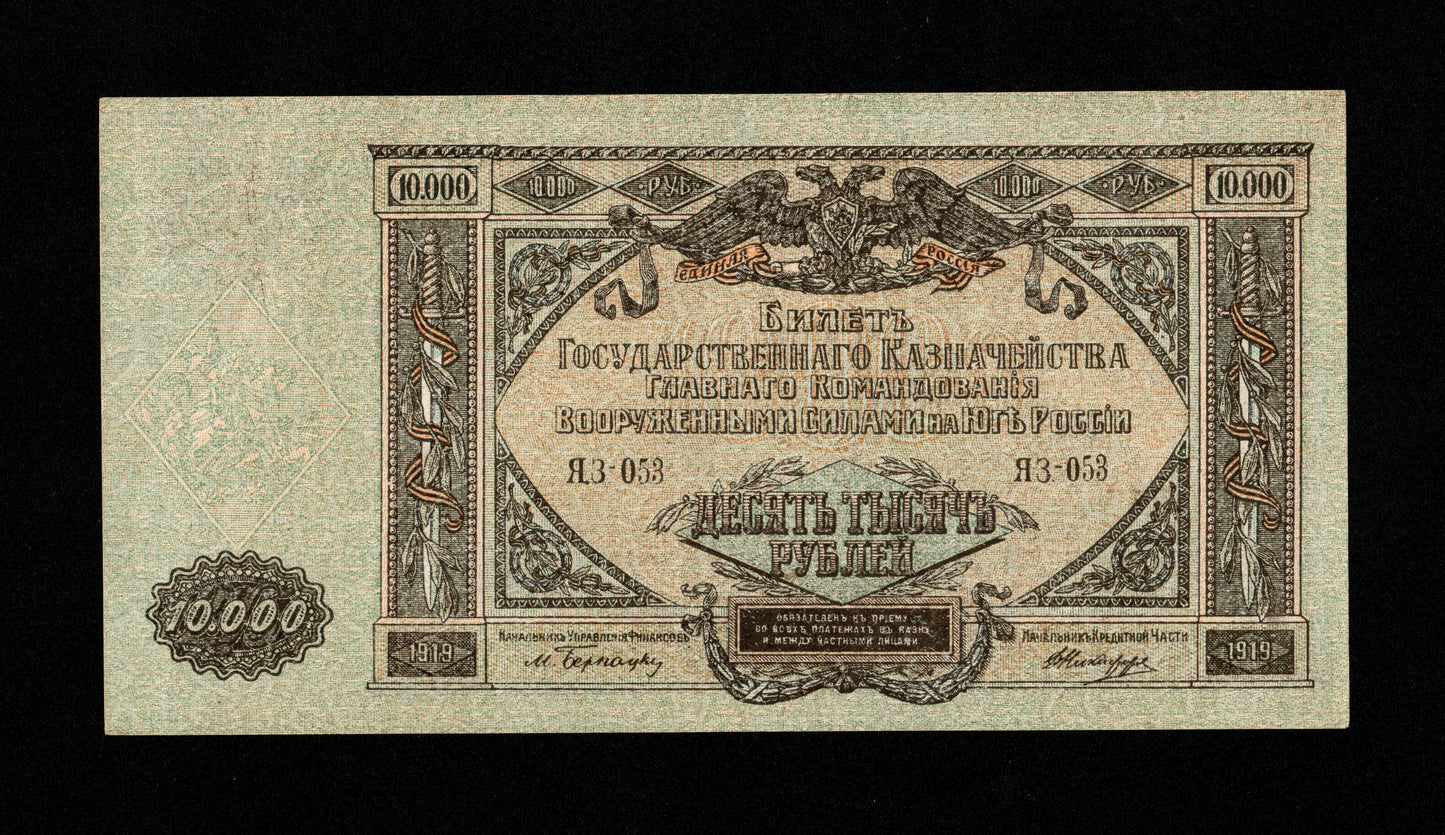 10.000 10.000 ·РУБ· 10.000 ·РУБ· 10.000
ЕДИНАЯ РОССІЯ
БИЛЕТЪ
ГОСУДАРСТВЕННАГО КАЗНАЧЕЙСТВА
ГЛАВНАГО КОМАНДОВАНІЯ
ВООРУЖЕННЫМИ СИЛАМИ НА ЮГѢ РОССІИ
ЯЗ-053 ЯЗ-053
ДЕСЯТЬ ТЫСЯЧЪ
РУБЛЕЙ
10.000
ОБЯЗАТЕЛЕНЪ КЪ ПРІЕМУ
ВО ВСѢХЪ ПЛАТЕЖАХЪ ВЪ КАЗНУ
И МЕЖДУ ЧАСТНЫМИ ЛИЦАМИ
НАЧАЛЬНИКЪ УПРАВЛЕНІЯ ФИНАНСОВЪ
НАЧАЛЬНИКЪ КРЕДИТНОЙ ЧАСТИ
1919 1919